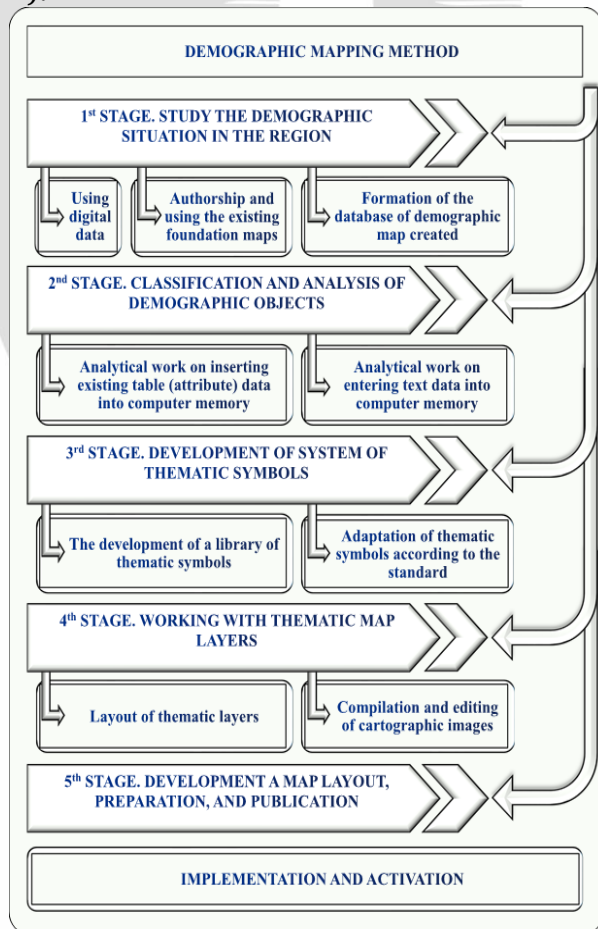 DEMOGRAPHIC MAPPING METHOD
1st STAGE. STUDY THE DEMOGRAPHIC
SITUATION IN THE REGION
Using
digital
data
Authorship and
using the existing
foundation maps
Formation of the
database of demographic
map created
2nd STAGE. CLASSIFICATION AND ANALYSIS OF
DEMOGRAPHIC OBJECTS
Analytical work on inserting
existing table (attribute) data
into computer memory
Analytical work on
entering text data into
computer memory
3rd STAGE. DEVELOPMENT OF SYSTEM OF
THEMATIC SYMBOLS
The development of a library of
thematic symbols
Adaptation of thematic
symbols according to the
standard
4th STAGE. WORKING WITH THEMATIC MAP
LAYERS
Layout of thematic layers
Compilation and editing
of cartographic images
5th STAGE. DEVELOPMENT A MAP LAYOUT,
PREPARATION, AND PUBLICATION
IMPLEMENTATION AND ACTIVATION